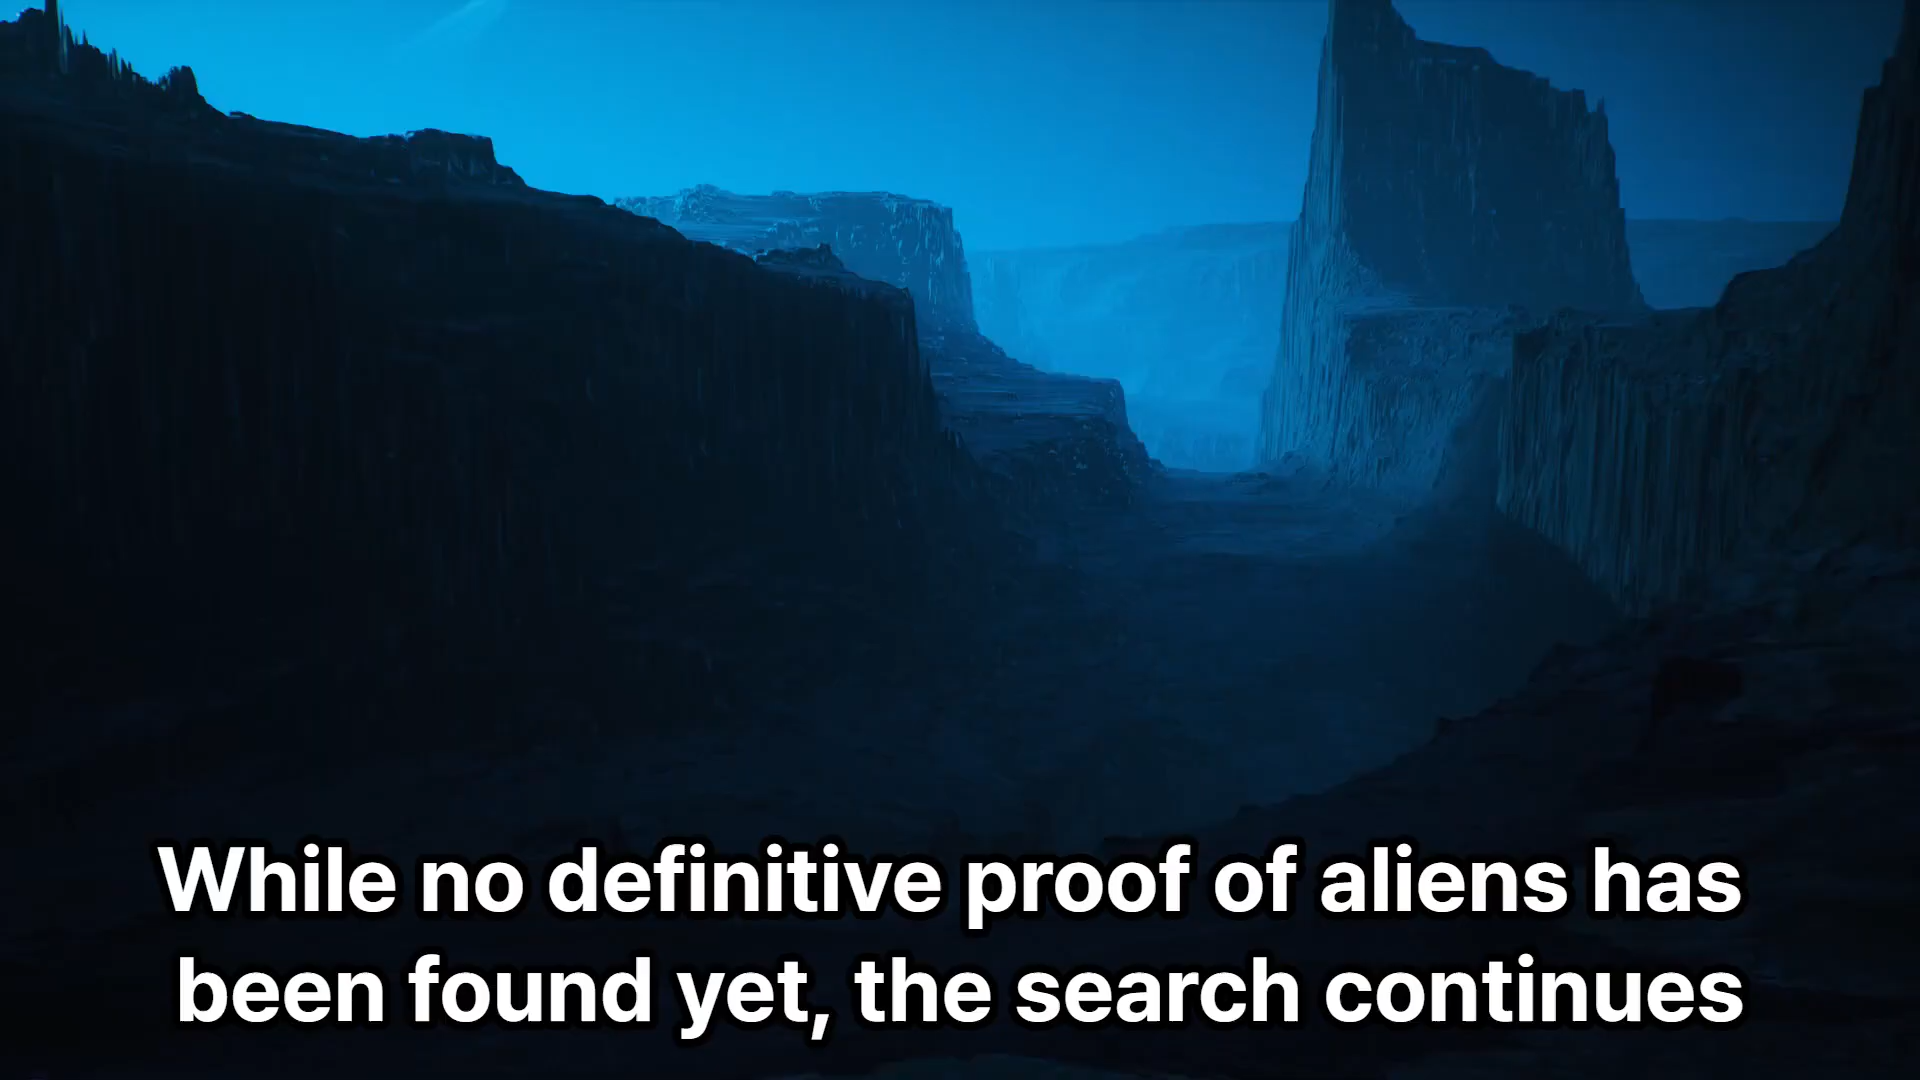 While no definitive proof of aliens has
been found yet, the search continues